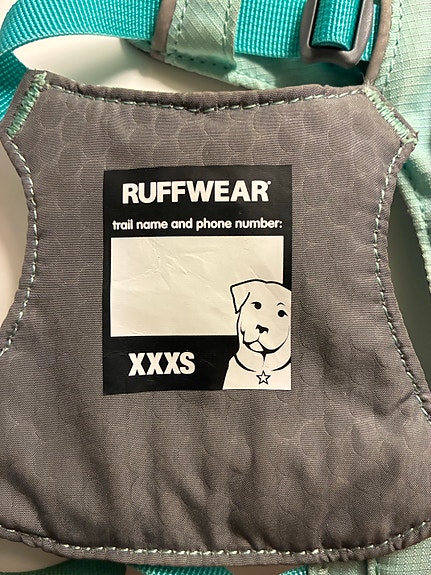 RUFFWEAR®
trail name and phone number:
XXXS